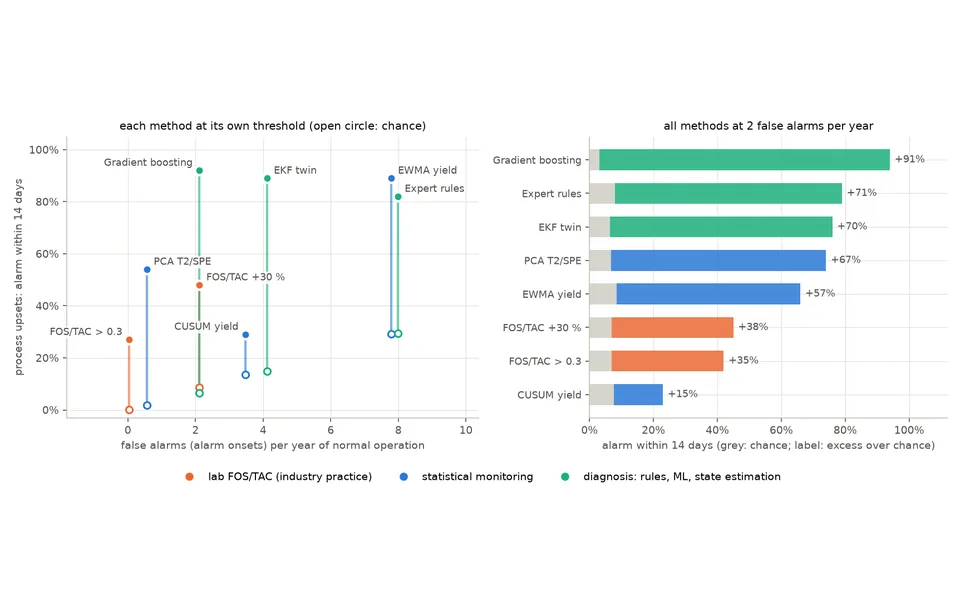 each method at its own threshold (open circle: chance)
100%
80%
60%
40%
20%
0%
process upsets: alarm within 14 days
Gradient boosting
EKF twin
EWMA yield
Expert rules
PCA T2/SPE
FOS/TAC +30 %
CUSUM yield
FOS/TAC > 0.3
0 2 4 6 8 10
false alarms (alarm onsets) per year of normal operation
all methods at 2 false alarms per year
Gradient boosting +91%
Expert rules +71%
EKF twin +70%
PCA T2/SPE +67%
EWMA yield +57%
FOS/TAC +30 % +38%
FOS/TAC > 0.3 +35%
CUSUM yield +15%
0% 20% 40% 60% 80% 100%
alarm within 14 days (grey: chance; label: excess over chance)
lab FOS/TAC (industry practice) statistical monitoring diagnosis: rules, ML, state estimation